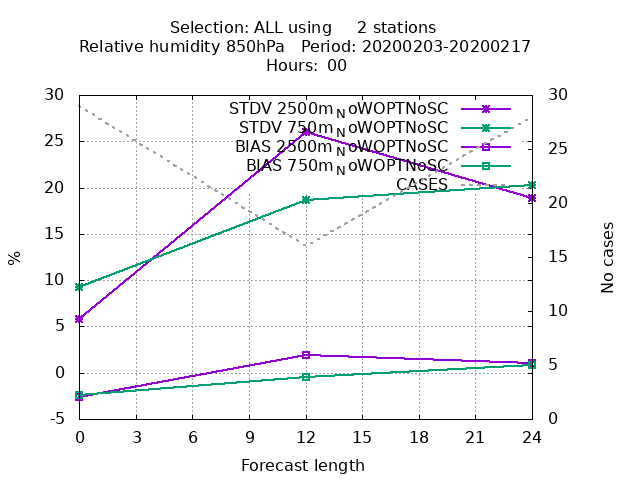 Selection: ALL using 2 stations
Relative humidity 850hPa Period: 20200203-20200217
Hours: 00
STDV 2500m_NoWOPTNoSC
STDV 750m_NoWOPTNoSC
BIAS 2500m_NoWOPTNoSC
BIAS 750m_NoWOPTNoSC
CASES
30
25
20
15
10
5
0
-5
%
30
25
20
15
10
5
0
No cases
0 3 6 9 12 15 18 21 24
Forecast length